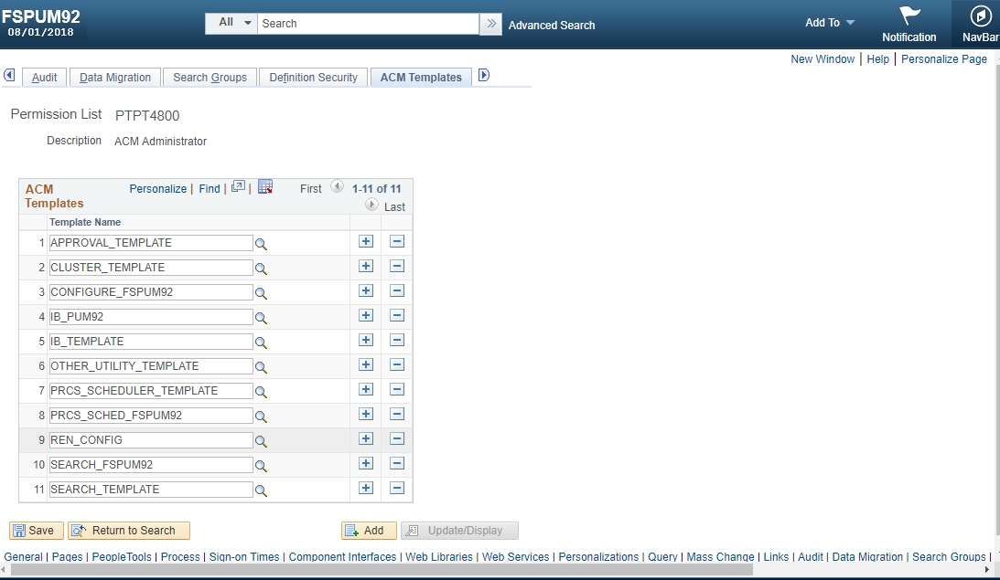 FSPUM92
08/01/2018
All Search Advanced Search
Add To
Notification
NavBar
New Window | Help | Personalize Page
Audit Data Migration Search Groups Definition Security ACM Templates
Permission List PTPT4800
Description ACM Administrator
ACM Templates Personalize | Find | | First 1-11 of 11 Last
Template Name
1 APPROVAL_TEMPLATE
2 CLUSTER_TEMPLATE
3 CONFIGURE_FSPUM92
4 IB_PUM92
5 IB_TEMPLATE
6 OTHER_UTILITY_TEMPLATE
7 PRCS_SCHEDULER_TEMPLATE
8 PRCS_SCHED_FSPUM92
9 REN_CONFIG
10 SEARCH_FSPUM92
11 SEARCH_TEMPLATE
Save Return to Search Add Update/Display
General | Pages | PeopleTools | Process | Sign-on Times | Component Interfaces | Web Libraries | Web Services | Personalizations | Query | Mass Change | Links | Audit | Data Migration | Search Groups |